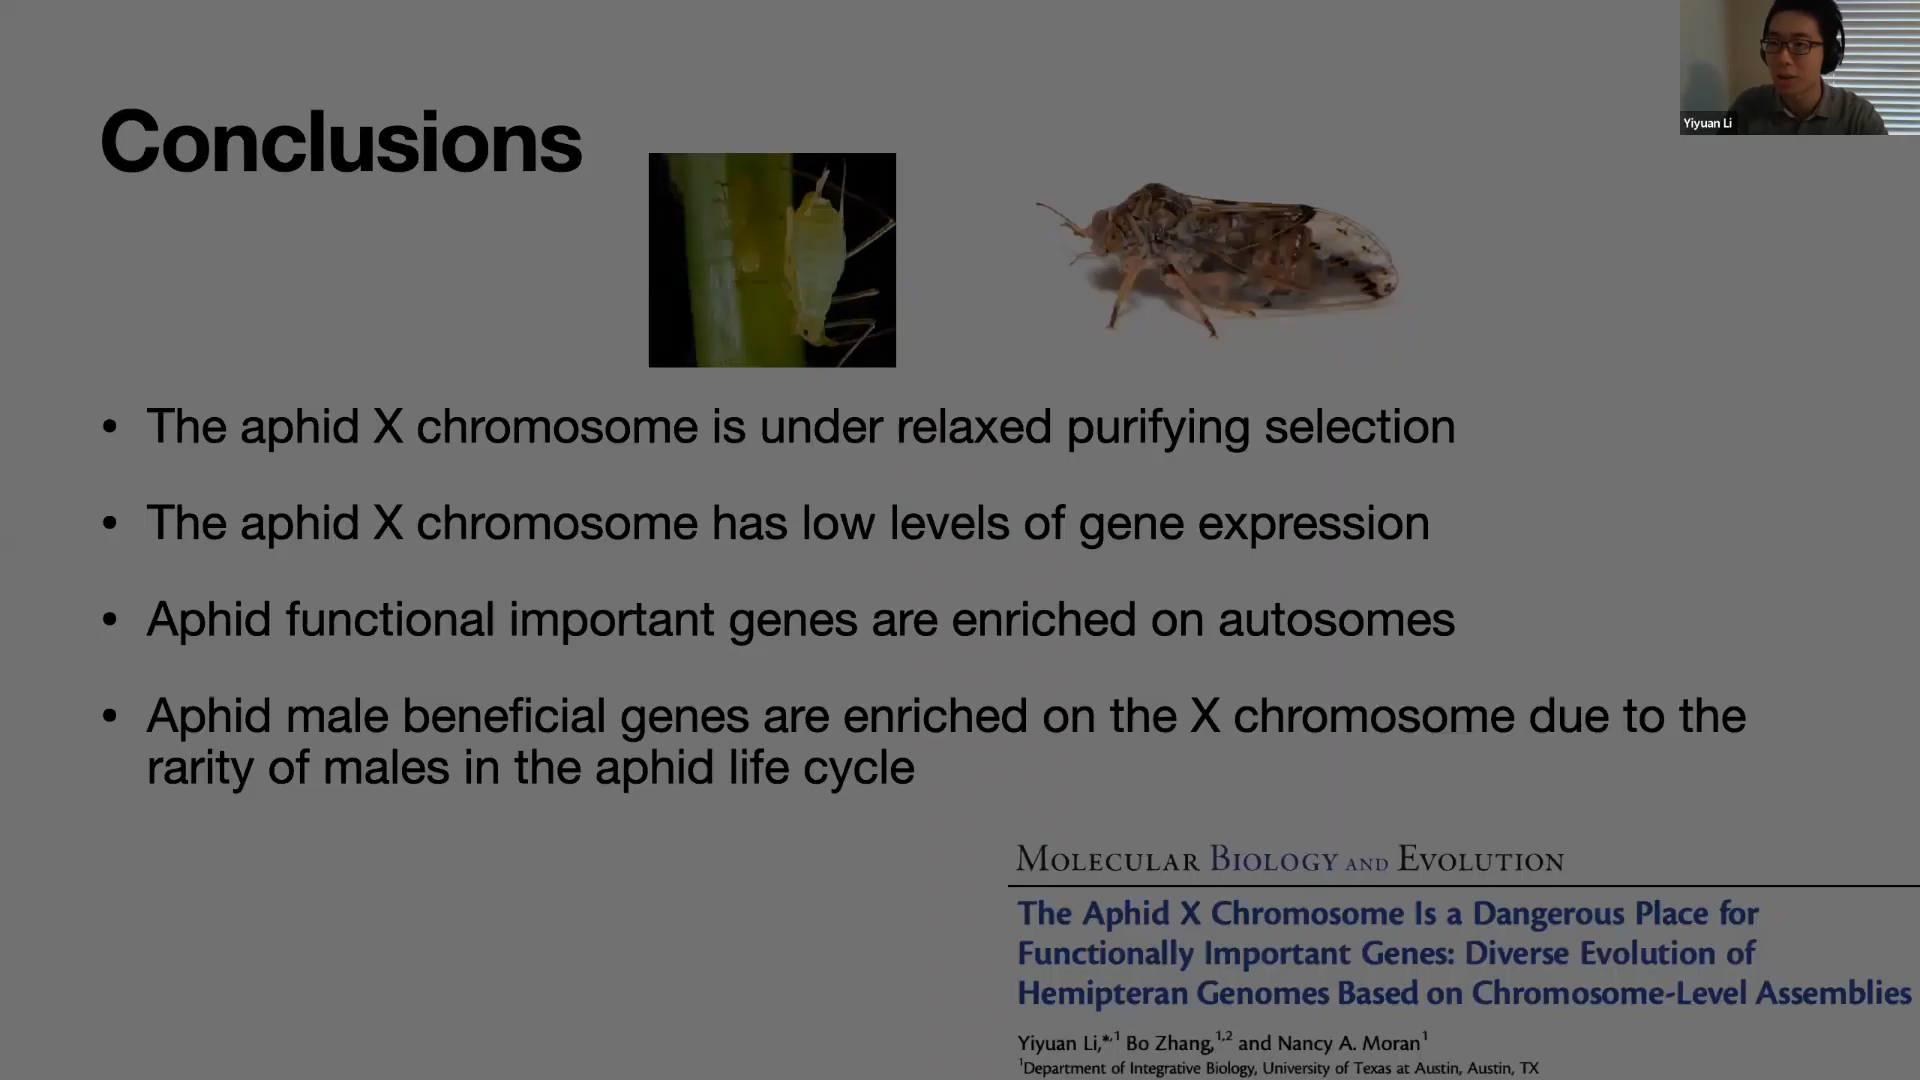 Yiyuan Li
Conclusions
• The aphid X chromosome is under relaxed purifying selection
• The aphid X chromosome has low levels of gene expression
• Aphid functional important genes are enriched on autosomes
• Aphid male beneficial genes are enriched on the X chromosome due to the
rarity of males in the aphid life cycle
MOLECULAR BIOLOGY AND EVOLUTION
The Aphid X Chromosome Is a Dangerous Place for
Functionally Important Genes: Diverse Evolution of
Hemipteran Genomes Based on Chromosome-Level Assemblies
Yiyuan Li,*,1 Bo Zhang,1,2 and Nancy A. Moran1
1Department of Integrative Biology, University of Texas at Austin, Austin, TX